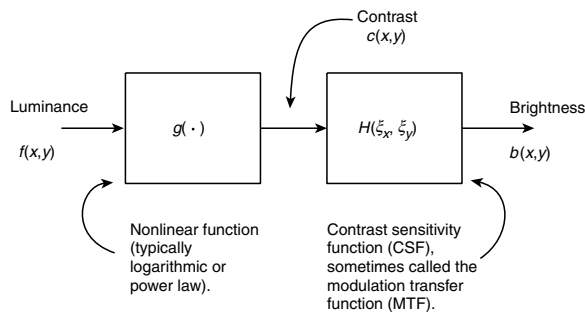 Contrast
c(x,y)
Luminance
f(x,y)
g( · )
H(ξx, ξy)
Brightness
b(x,y)
Nonlinear function
(typically
logarithmic or
power law).
Contrast sensitivity
function (CSF),
sometimes called the
modulation transfer
function (MTF).